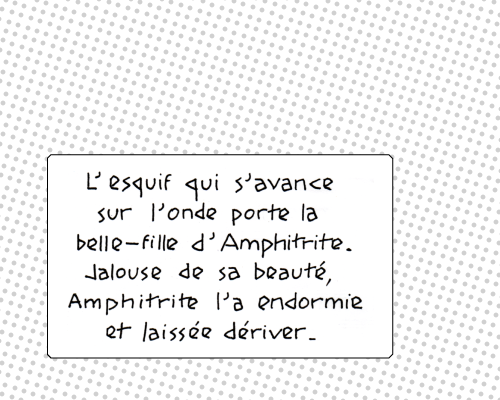 L'esquif qui s'avance
sur l'onde porte la
belle-fille d'Amphitrite.
Jalouse de sa beauté,
Amphitrite l'a endormie
et laissée dériver.